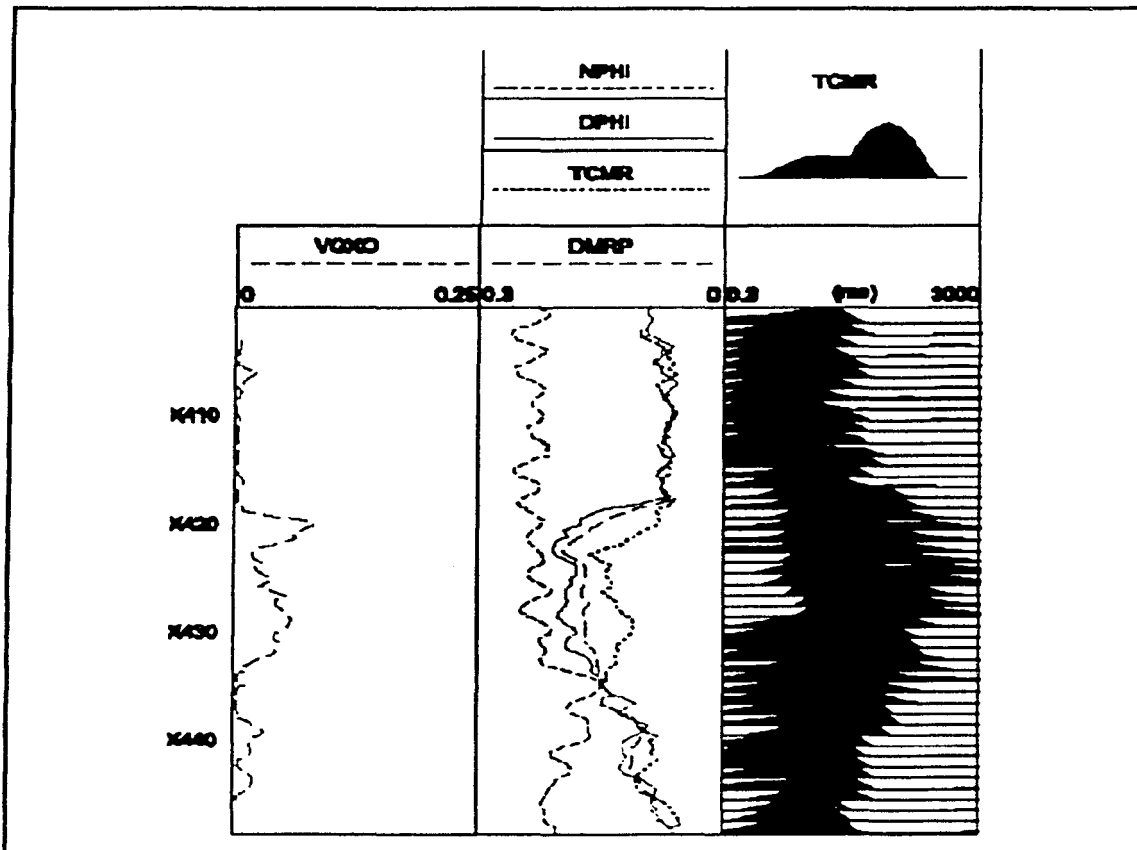 NPHI
DPHI
TCMR
TCMR
VGXO DMRP
0 0.25 0.3 0 0.3 (ms) 3000
X410
X420
X430
X440